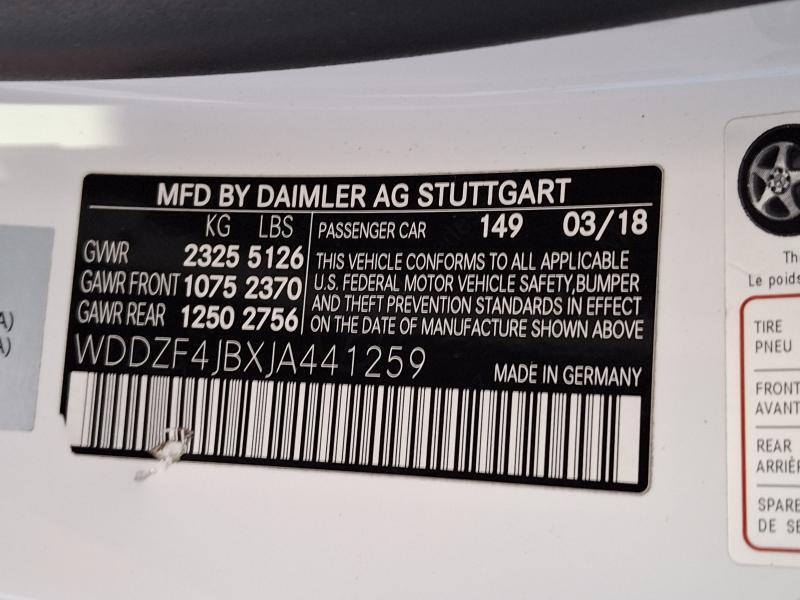 MFD BY DAIMLER AG STUTTGART
KG LBS
GVWR 2325 5126
GAWR FRONT 1075 2370
GAWR REAR 1250 2756
PASSENGER CAR 149 03/18
THIS VEHICLE CONFORMS TO ALL APPLICABLE
U.S. FEDERAL MOTOR VEHICLE SAFETY,BUMPER
AND THEFT PREVENTION STANDARDS IN EFFECT
ON THE DATE OF MANUFACTURE SHOWN ABOVE
WDDZF4JBXJA441259
MADE IN GERMANY
A)
A)
Th
Le poids
TIRE
PNEU
FRONT
AVANT
REAR
ARRIÈR
SPARE
DE SE